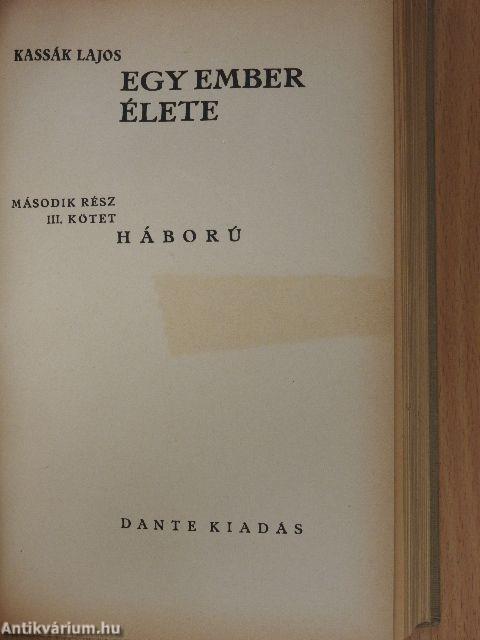 KASSÁK LAJOS
EGY EMBER
ÉLETE
MÁSODIK RÉSZ
III. KÖTET
HÁBORÚ
DANTE KIADÁS
Antikvárium.hu